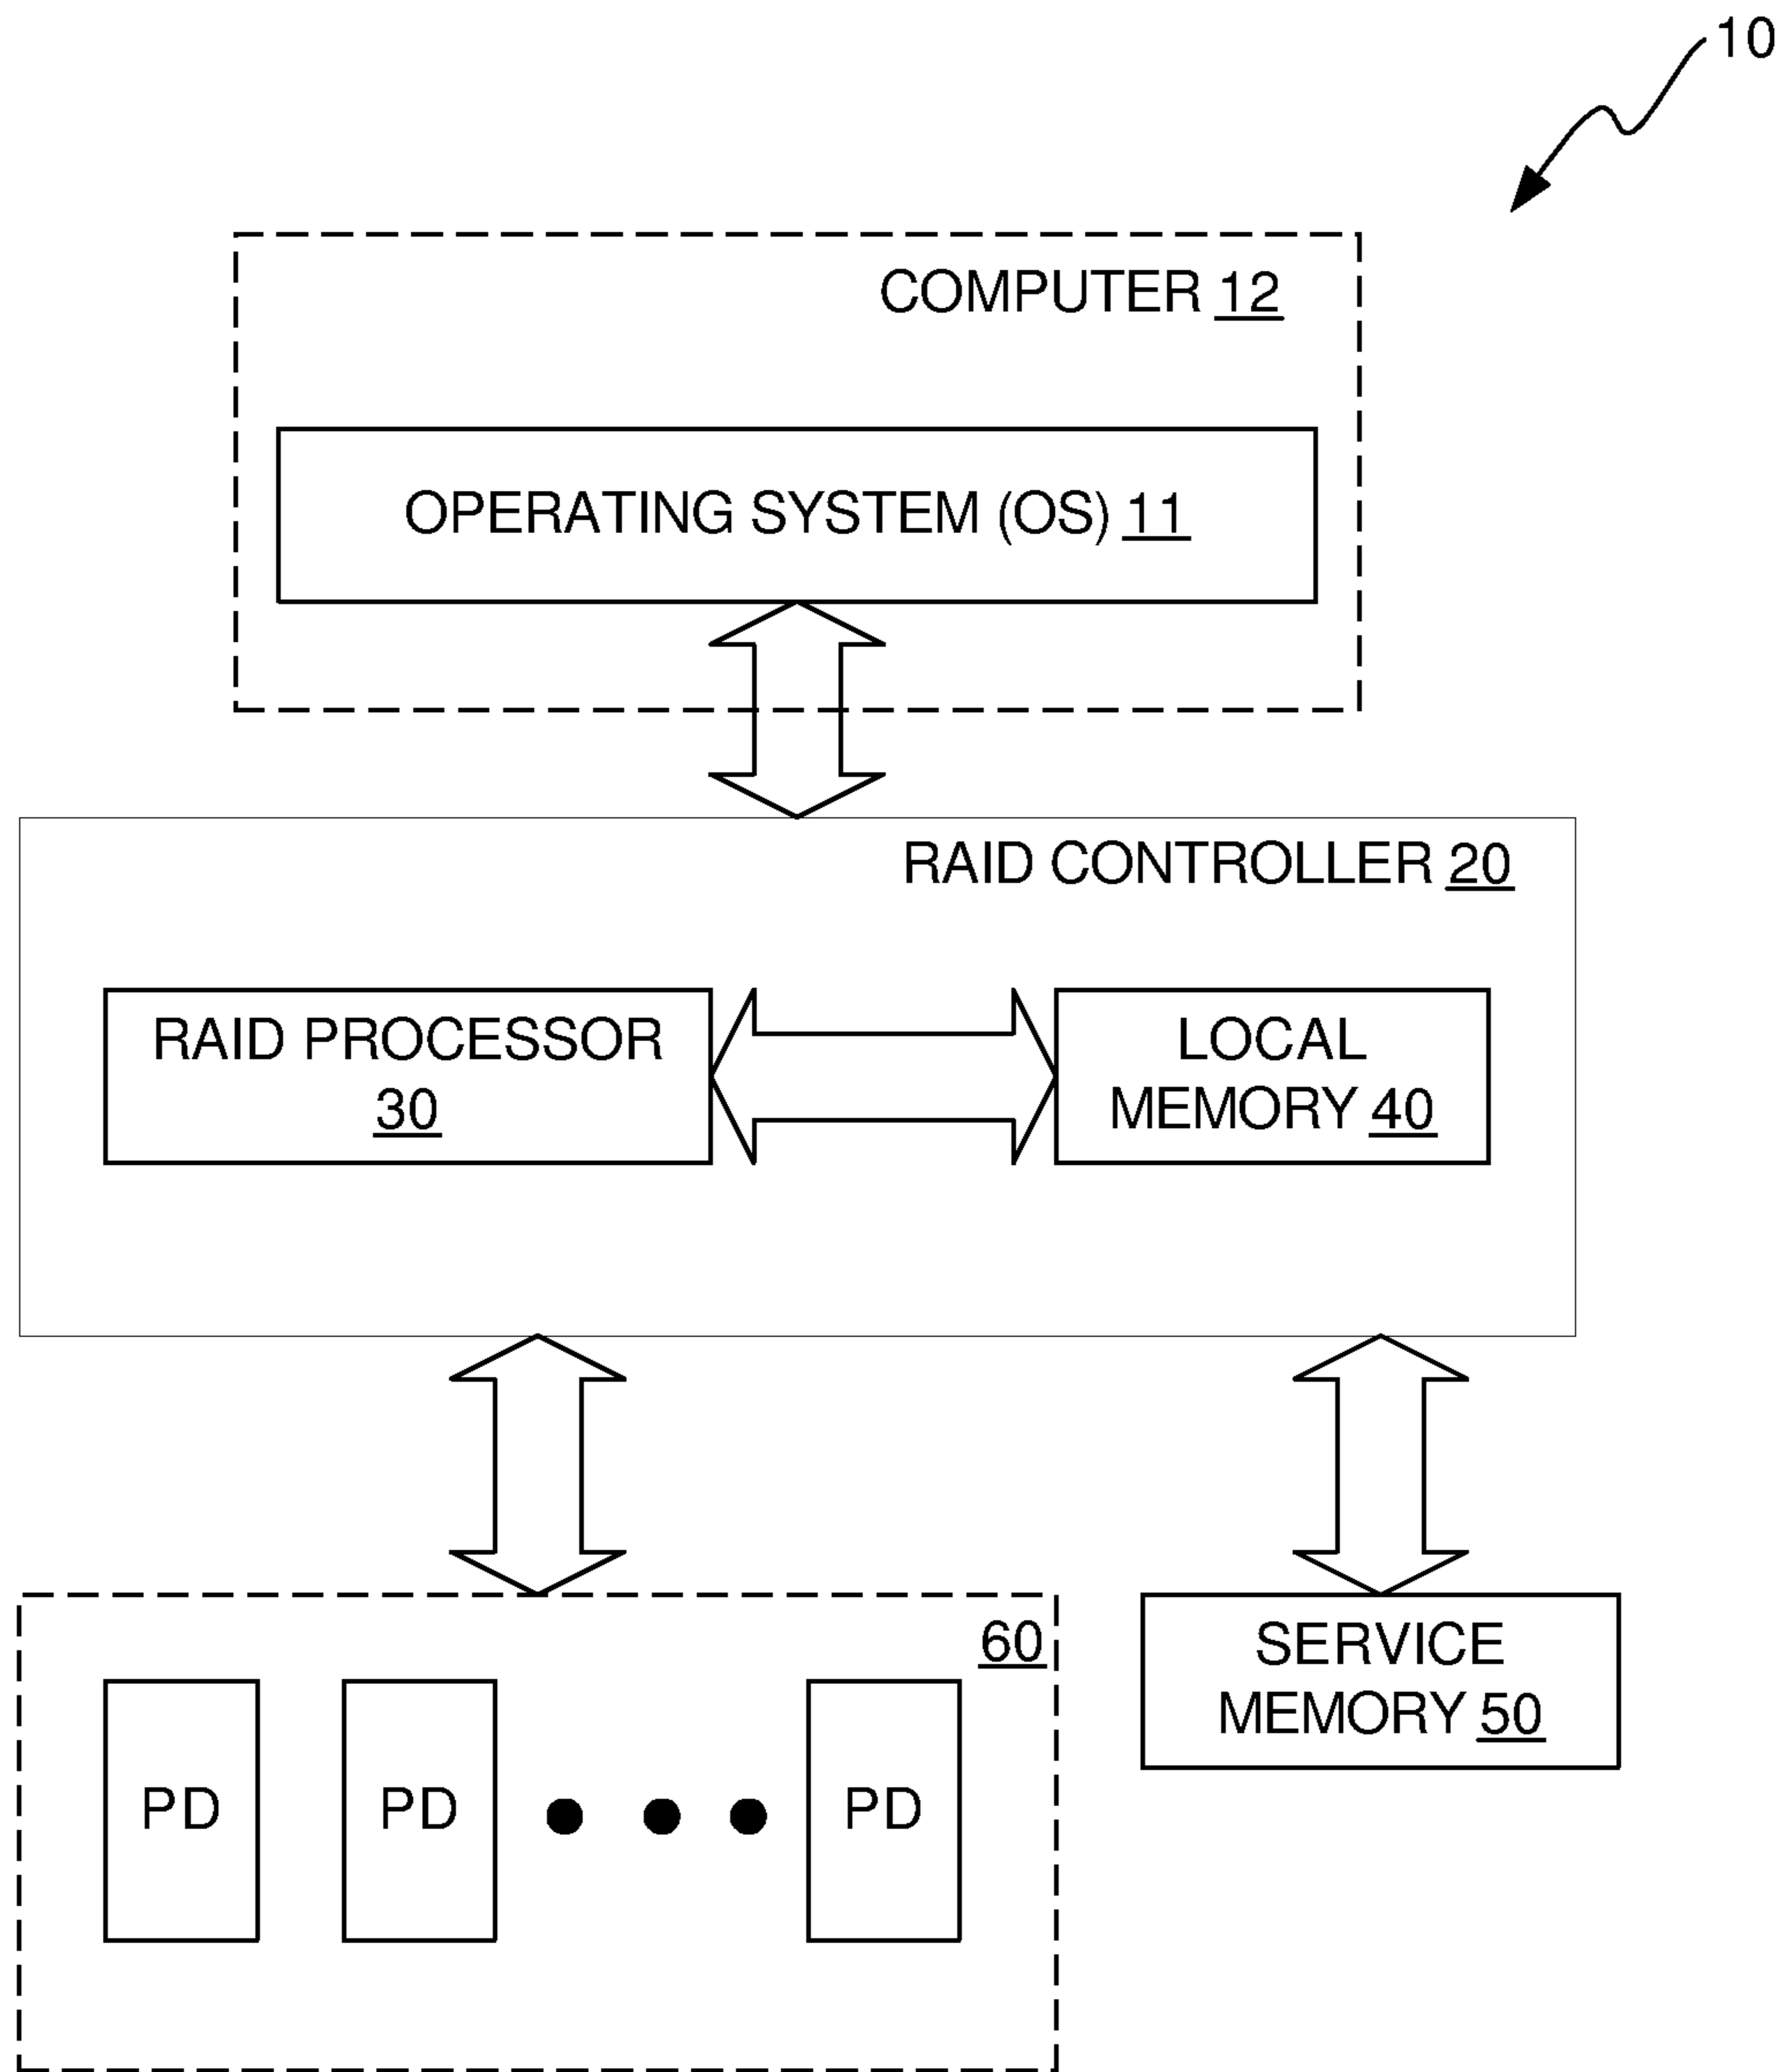 10
COMPUTER 12
OPERATING SYSTEM (OS) 11
RAID CONTROLLER 20
RAID PROCESSOR
30
LOCAL
MEMORY 40
60
PD
PD
PD
SERVICE
MEMORY 50